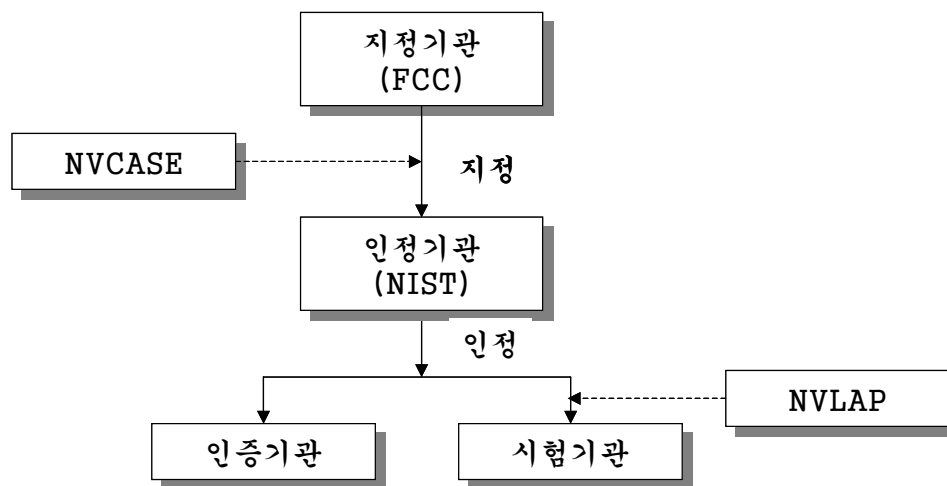 지정기관
(FCC)
NVCASE
지정
인정기관
(NIST)
인정
NVLAP
인증기관
시험기관